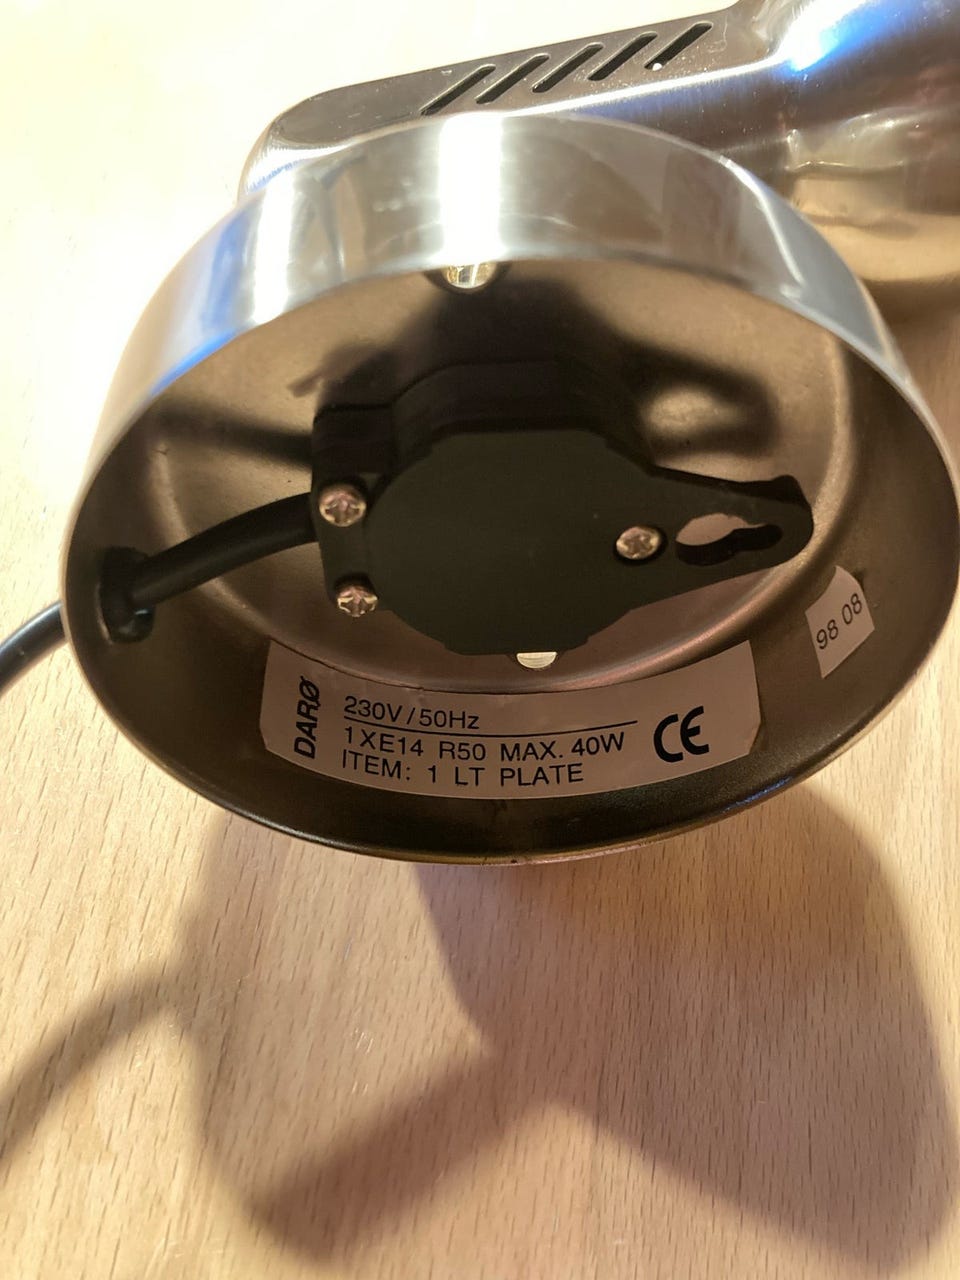 DARØ
230V/50Hz
1XE14 R50 MAX. 40W
ITEM: 1 LT PLATE
CE
98 08